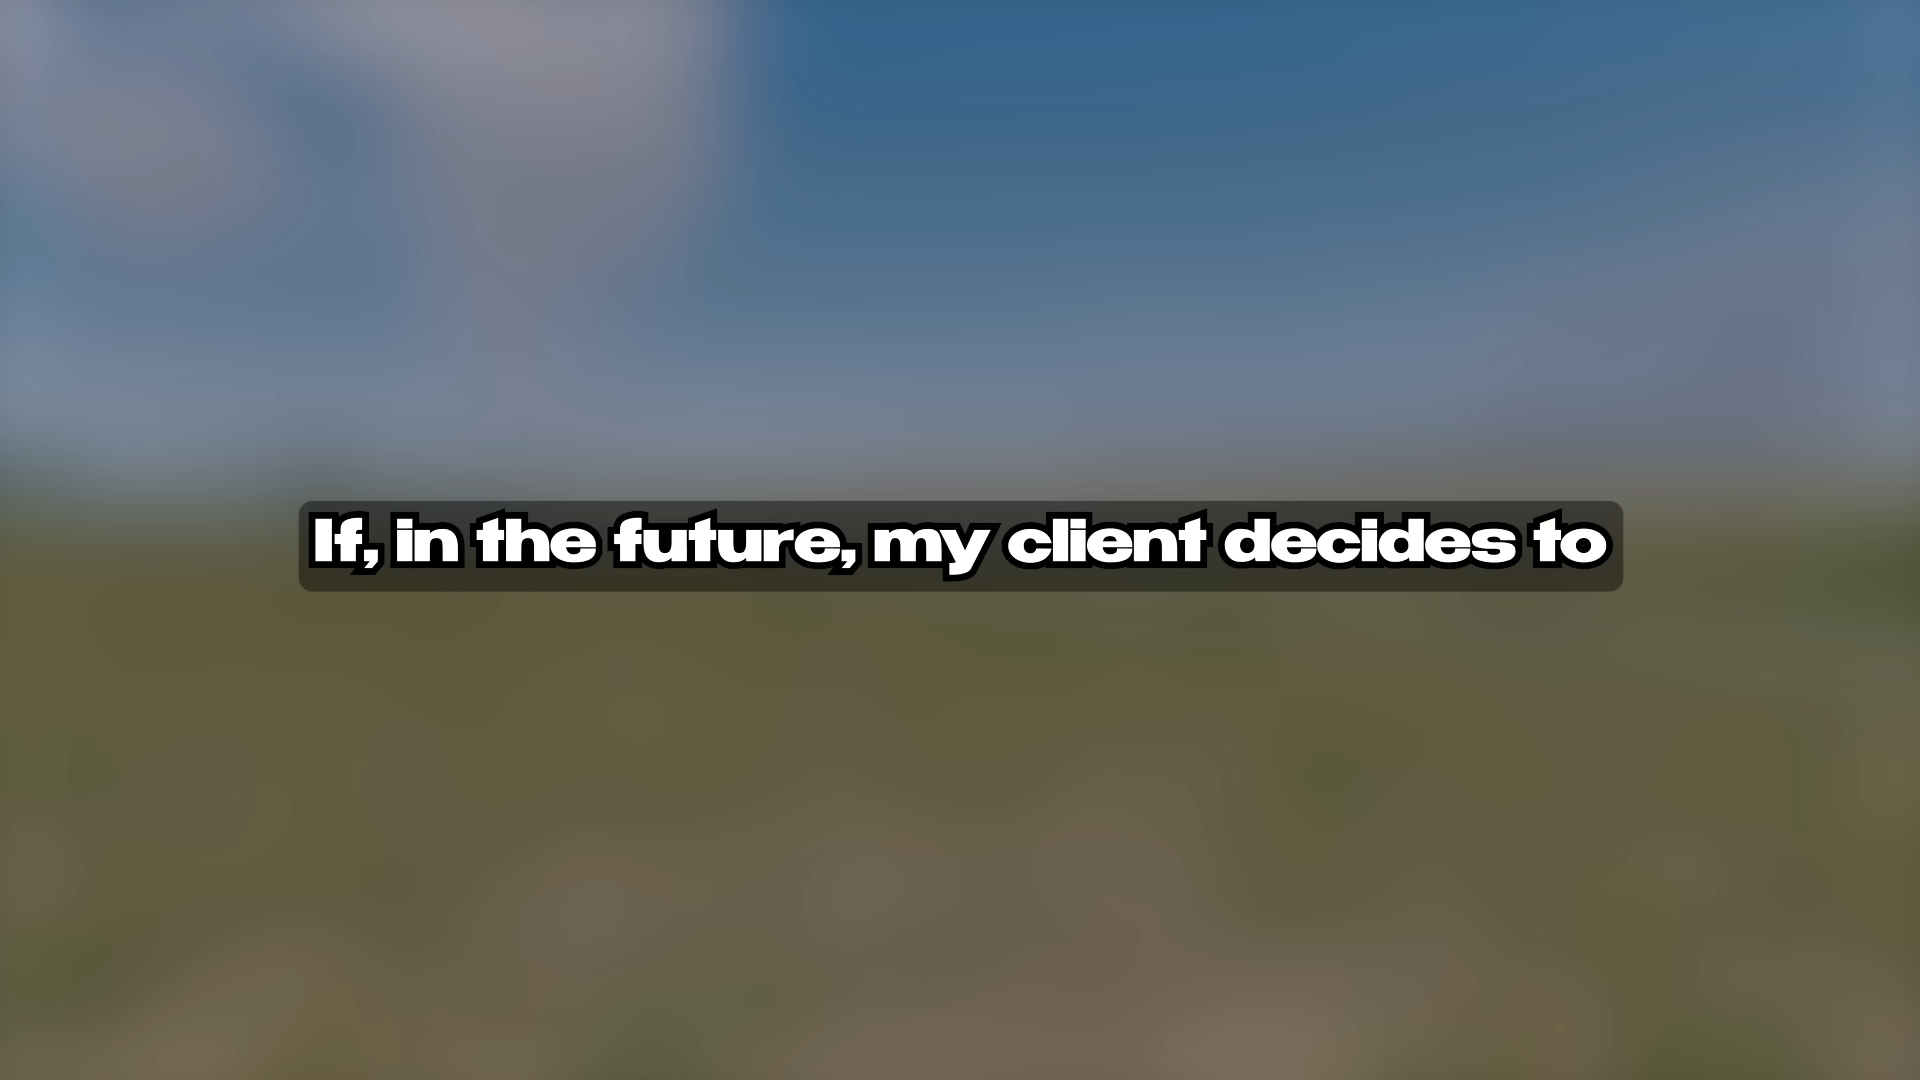 If, in the future, my client decides to